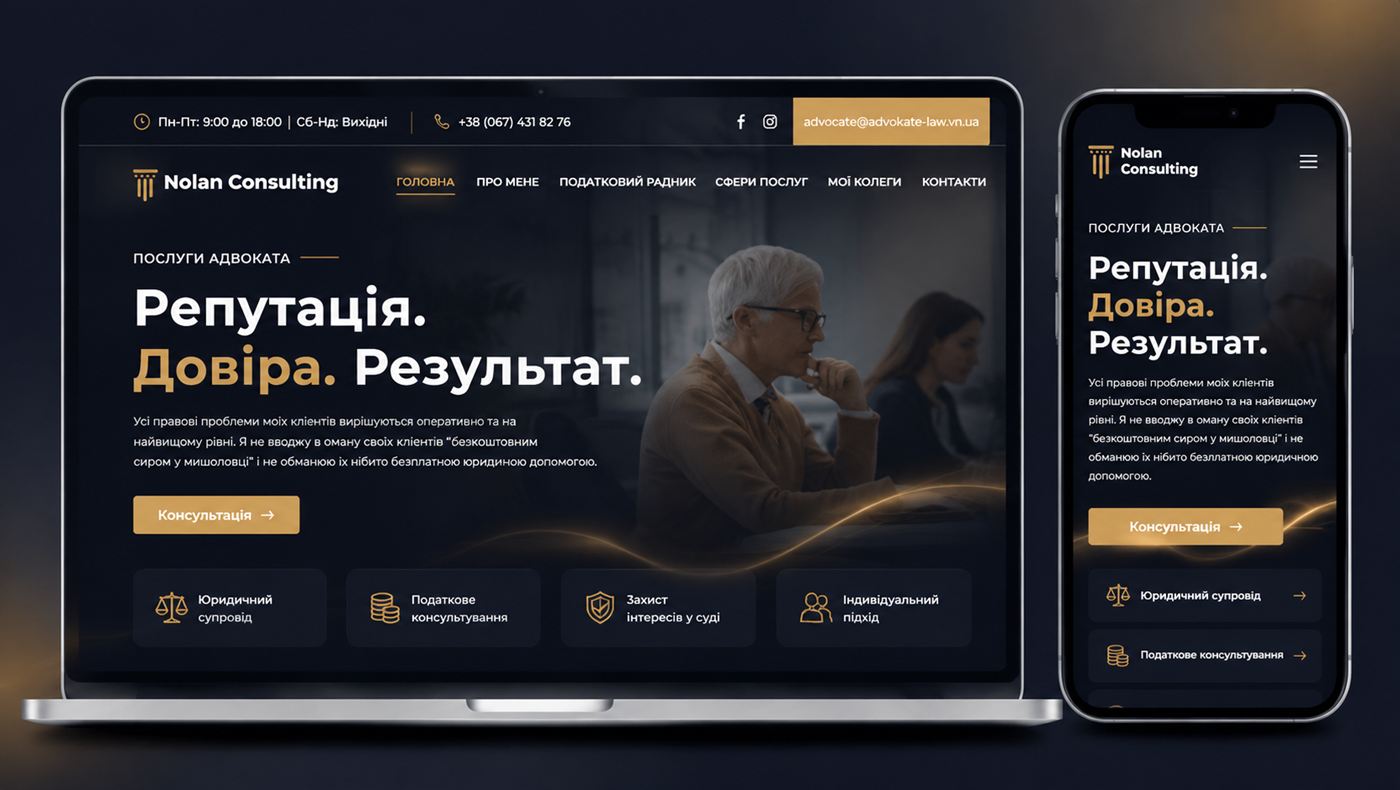 Пн-Пт: 9:00 до 18:00 | Сб-Нд: Вихідні
+38 (067) 431 82 76
advocate@advokate-law.vn.ua
Nolan Consulting
ГОЛОВНА
ПРО МЕНЕ
ПОДАТКОВИЙ РАДНИК
СФЕРИ ПОСЛУГ
МОЇ КОЛЕГИ
КОНТАКТИ
ПОСЛУГИ АДВОКАТА
Репутація.
Довіра. Результат.
Усі правові проблеми моїх клієнтів вирішуються оперативно та на
найвищому рівні. Я не вводжу в оману своїх клієнтів "безкоштовним
сиром у мишоловці" і не обманюю їх нібито безплатною юридиною допомогою.
Консультація →
Юридичний
супровід
Податкове
консультування
Захист
інтересів у суді
Індивідуальний
підхід
Nolan
Consulting
ПОСЛУГИ АДВОКАТА
Репутація.
Довіра.
Результат.
Усі правові проблеми моїх клієнтів
вирішуються оперативно та на найвищому
рівні. Я не вводжу в оману своїх клієнтів
"безкоштовним сиром у мишоловці" і не
обманюю їх нібито безплатною юридичною
допомогою.
Консультація →
Юридичний супровід →
Податкове консультування →